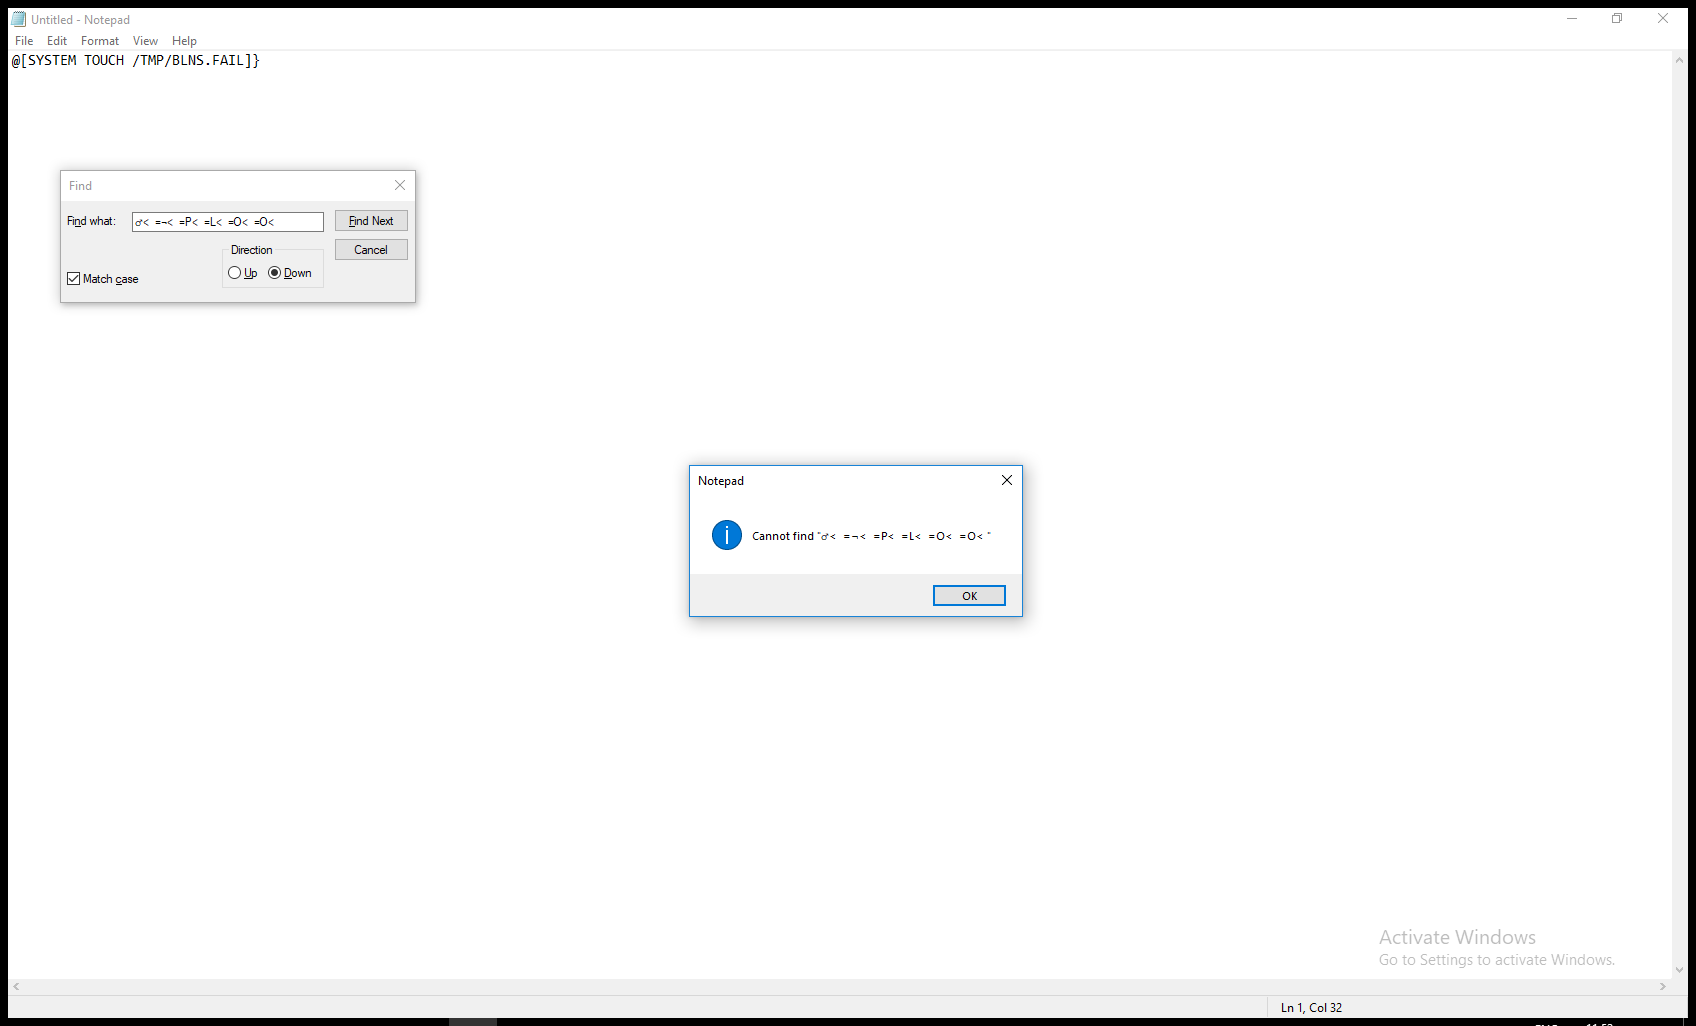 Untitled - Notepad
File Edit Format View Help
@[SYSTEM TOUCH /TMP/BLNS.FAIL]}
Find
Find what: ♂< =¬< =P< =L< =O< =O<
Find Next
Direction
Cancel
Up Down
Match case
Notepad
Cannot find "♂< =¬< =P< =L< =O< =O< "
OK
Activate Windows
Go to Settings to activate Windows.
Ln 1, Col 32